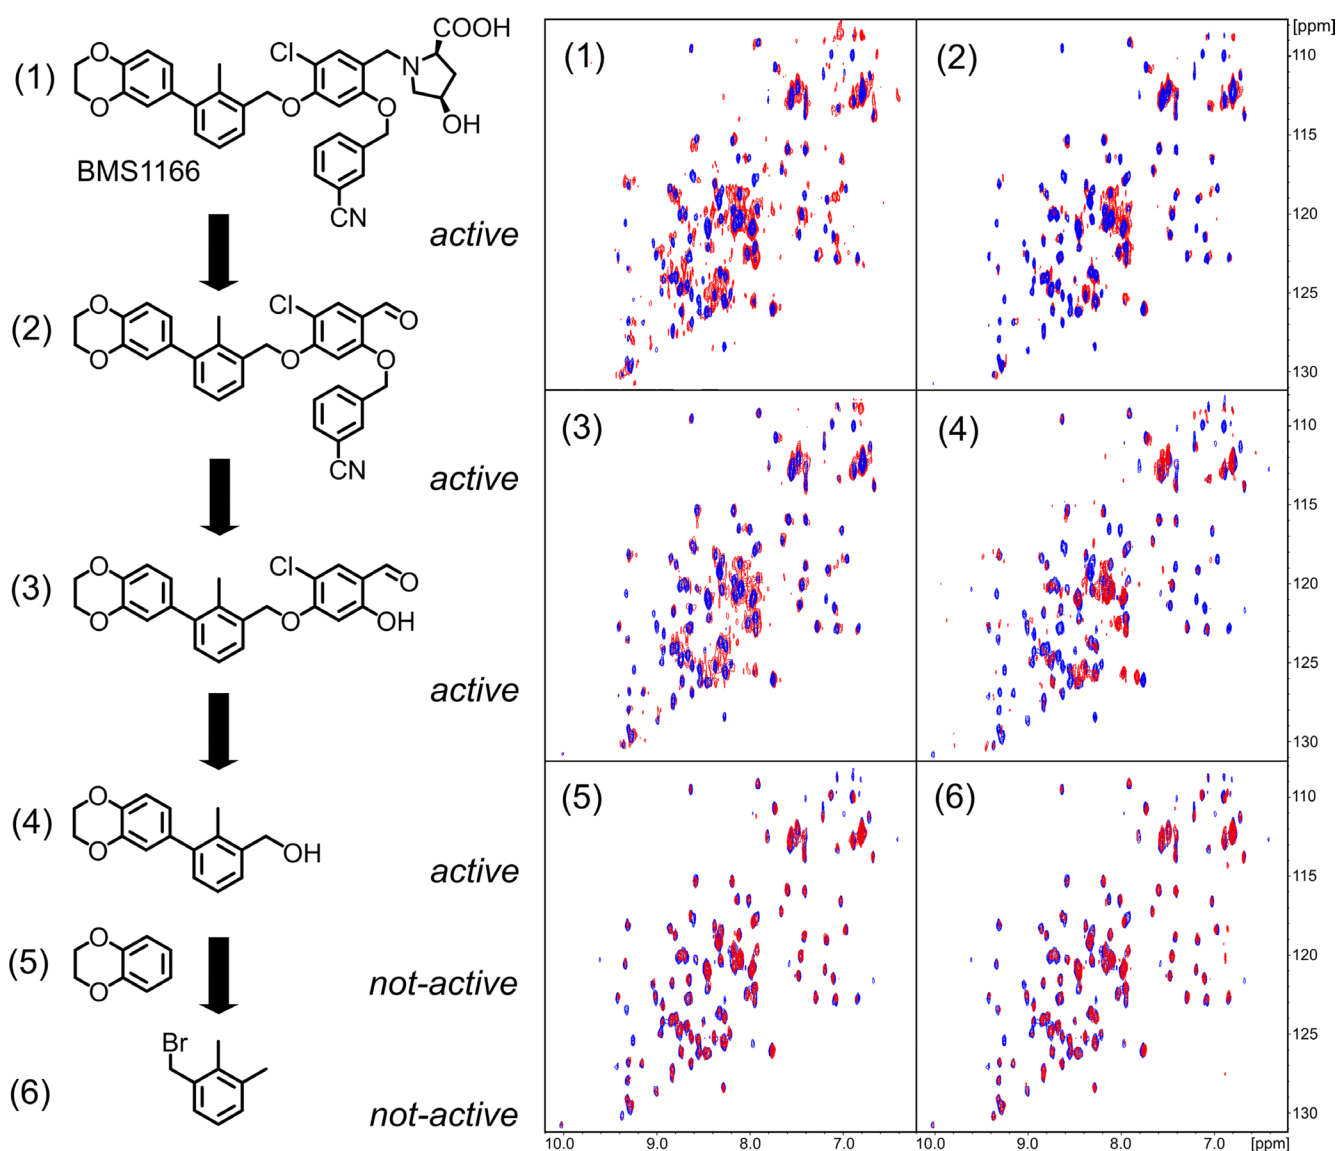 (1)
O
O
O
Cl
O
N
COOH
OH
CN
BMS1166
active
(2)
O
O
O
Cl
O
O
CN
active
(3)
O
O
O
Cl
O
OH
active
(4)
O
O
OH
active
(5)
O
O
not-active
(6)
Br
not-active
(1)
(2)
[ppm]
110
115
120
125
130
(3)
(4)
110
115
120
125
130
(5)
(6)
110
115
120
125
130
10.0 9.0 8.0 7.0 10.0 9.0 8.0 7.0 [ppm]